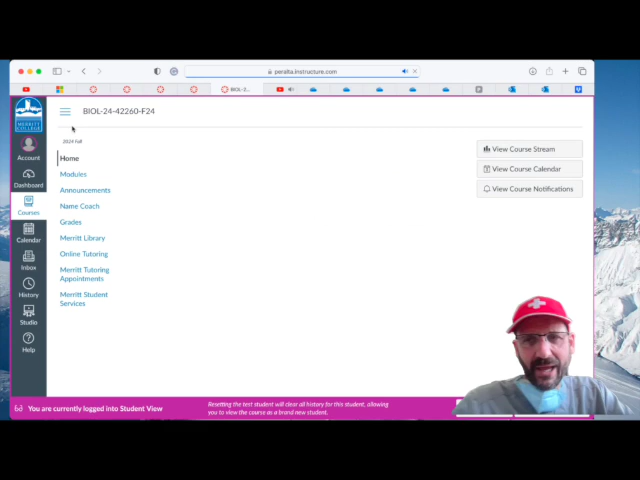 peralta.instructure.com
BIOL-2...
BIOL-24-42260-F24
MERRITT COLLEGE
2024 Fall
Account
Dashboard
Courses
Calendar
Inbox
History
Studio
Help
Home
Modules
Announcements
Name Coach
Grades
Merritt Library
Online Tutoring
Merritt Tutoring
Appointments
Merritt Student
Services
View Course Stream
View Course Calendar
View Course Notifications
You are currently logged into Student View
Resetting the test student will clear all history for this student, allowing
you to view the course as a brand new student.